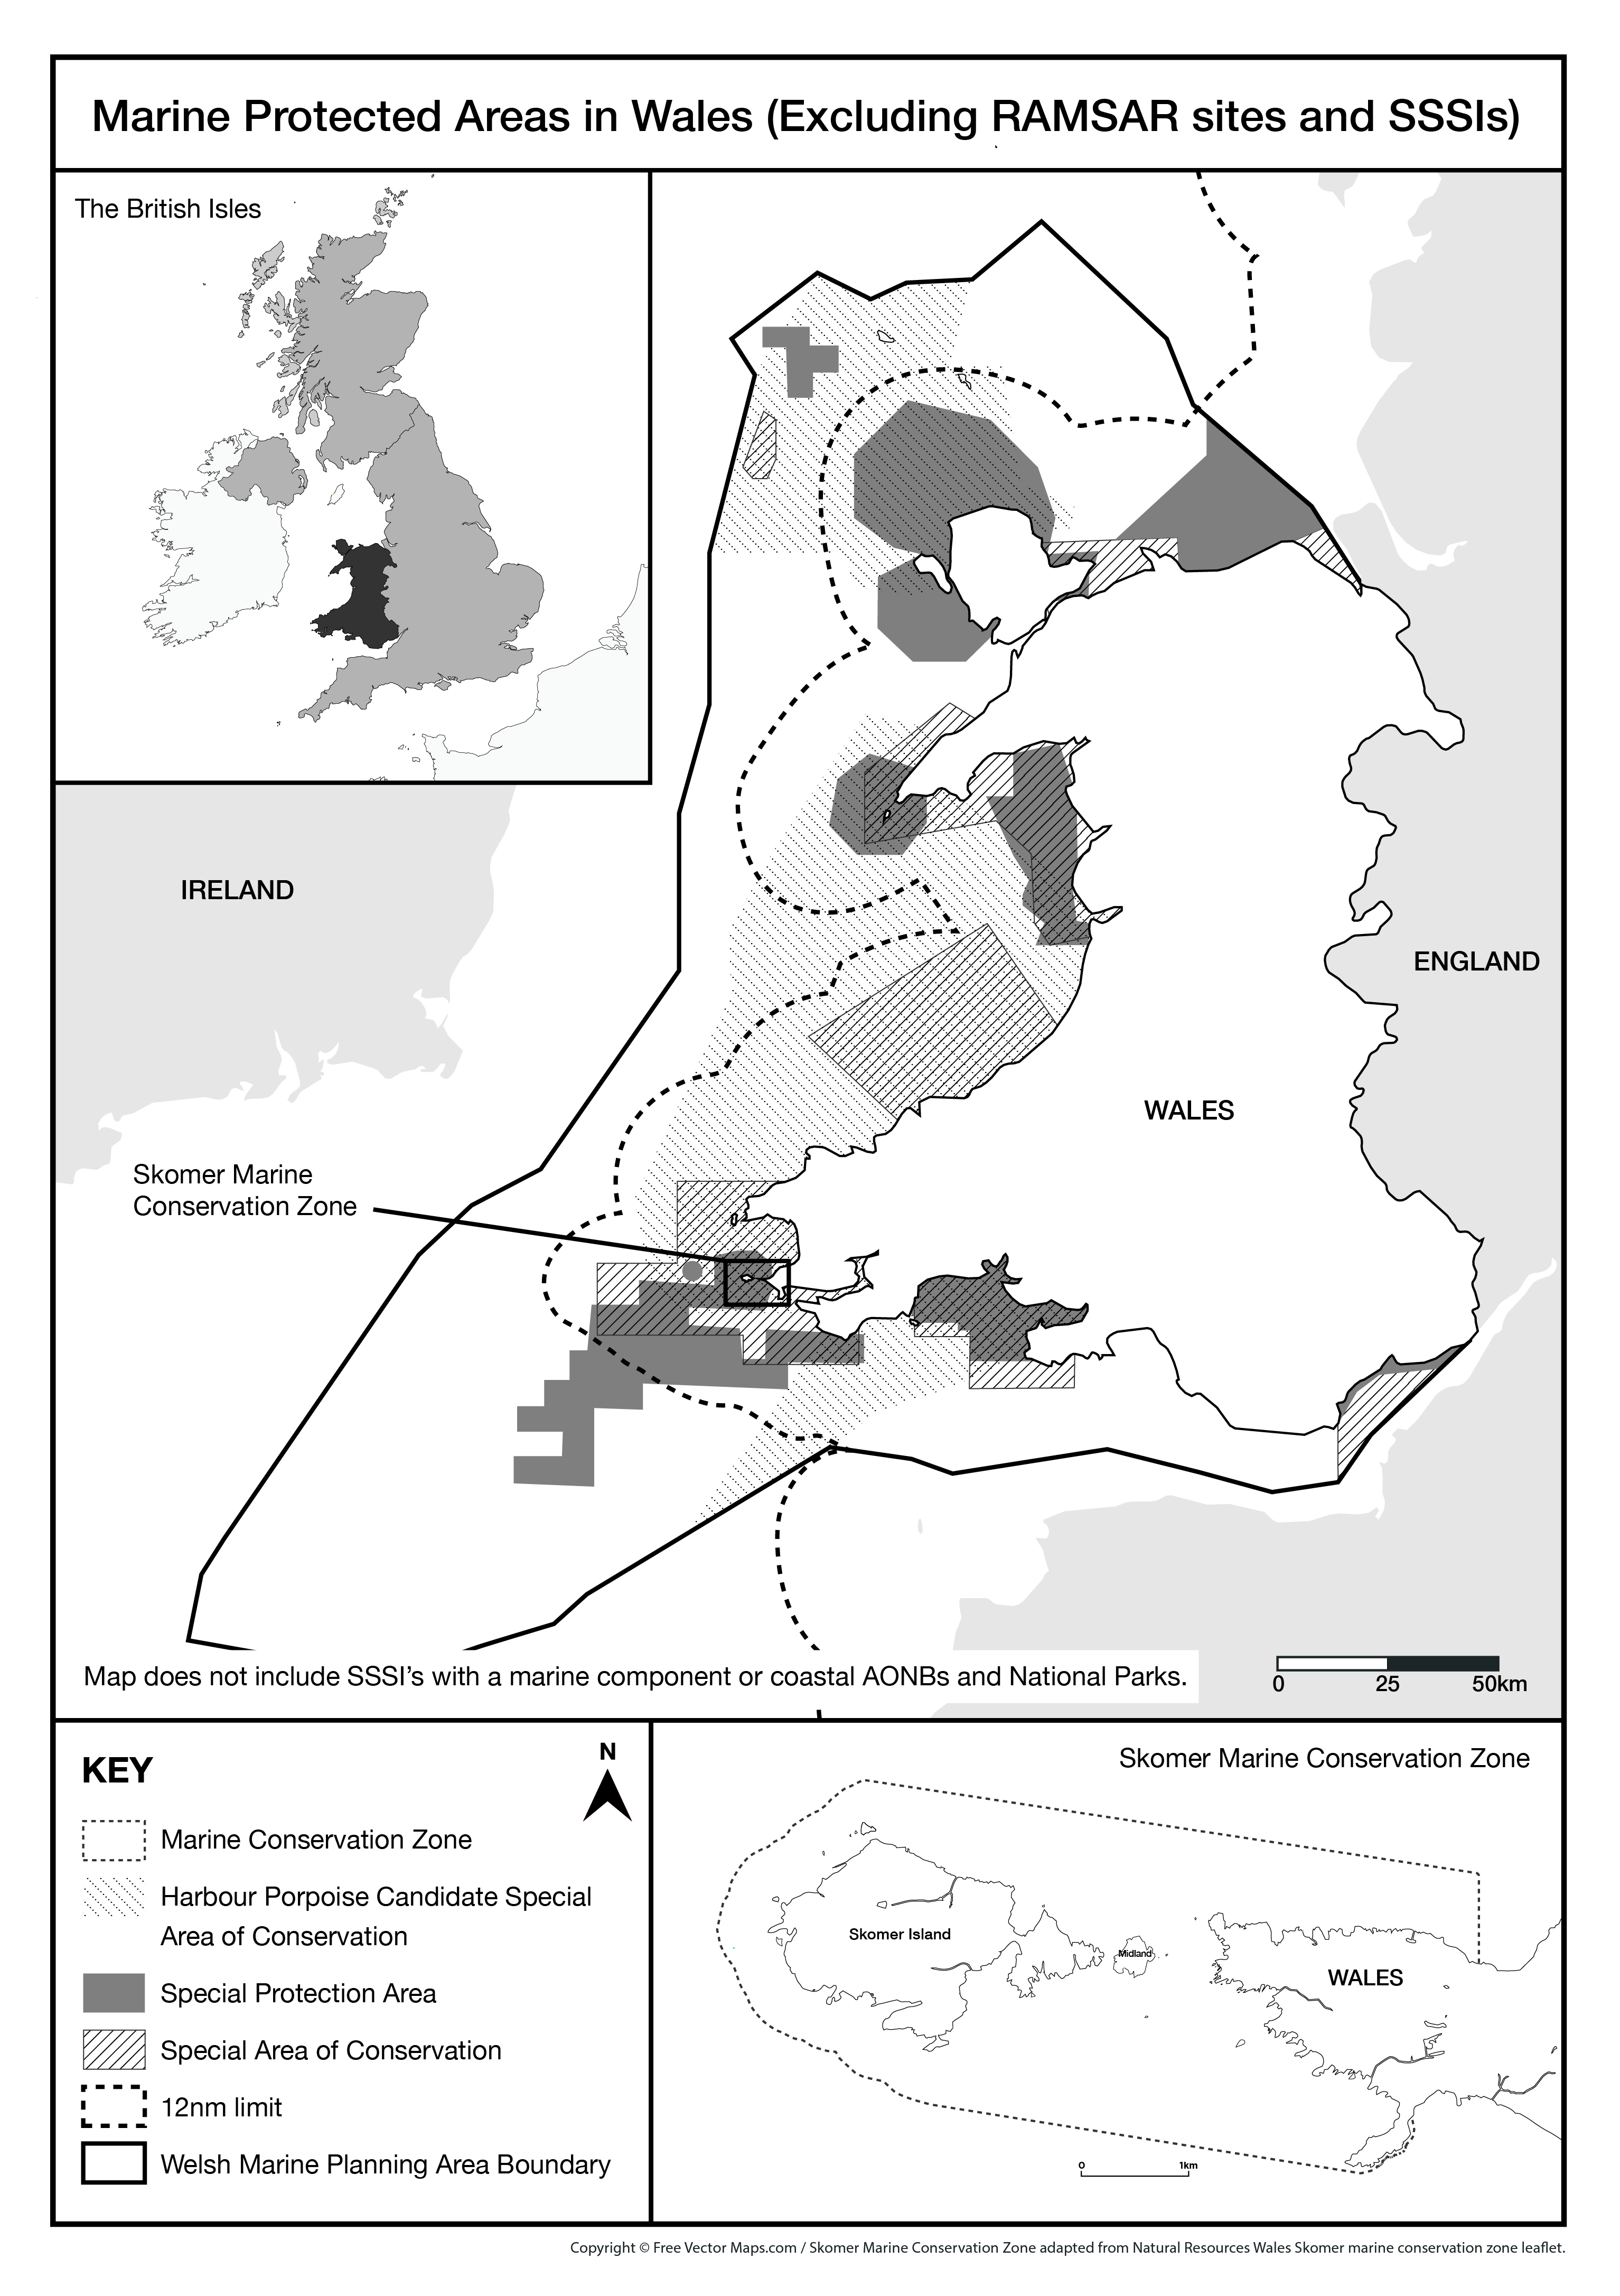 Marine Protected Areas in Wales (Excluding RAMSAR sites and SSSIs)
The British Isles
IRELAND
ENGLAND
WALES
Skomer Marine
Conservation Zone
Map does not include SSSI’s with a marine component or coastal AONBs and National Parks.
0 25 50km
KEY
N
Marine Conservation Zone
Harbour Porpoise Candidate Special
Area of Conservation
Special Protection Area
Special Area of Conservation
12nm limit
Welsh Marine Planning Area Boundary
Skomer Marine Conservation Zone
Skomer Island
Midland
WALES
0 1km
Copyright © Free Vector Maps.com / Skomer Marine Conservation Zone adapted from Natural Resources Wales Skomer marine conservation zone leaflet.